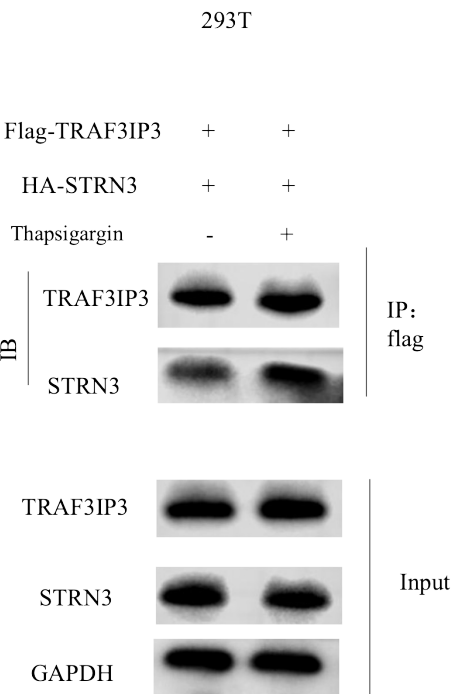 293T
Flag-TRAF3IP3 + +
HA-STRN3 + +
Thapsigargin - +
IB
TRAF3IP3
STRN3
IP:
flag
TRAF3IP3
STRN3
GAPDH
Input